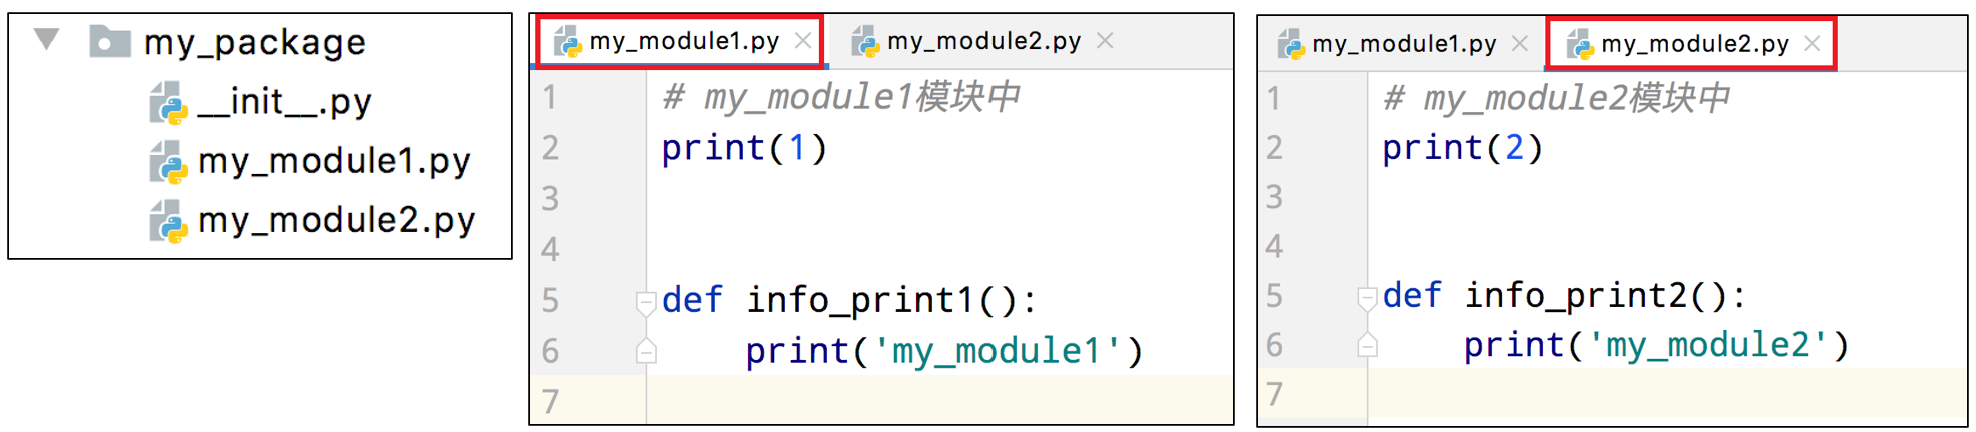 my_package
__init__.py
my_module1.py
my_module2.py
my_module1.py my_module2.py
1 # my_module1模块中
2 print(1)
3
4
5 def info_print1():
6     print('my_module1')
7
my_module1.py my_module2.py
1 # my_module2模块中
2 print(2)
3
4
5 def info_print2():
6     print('my_module2')
7